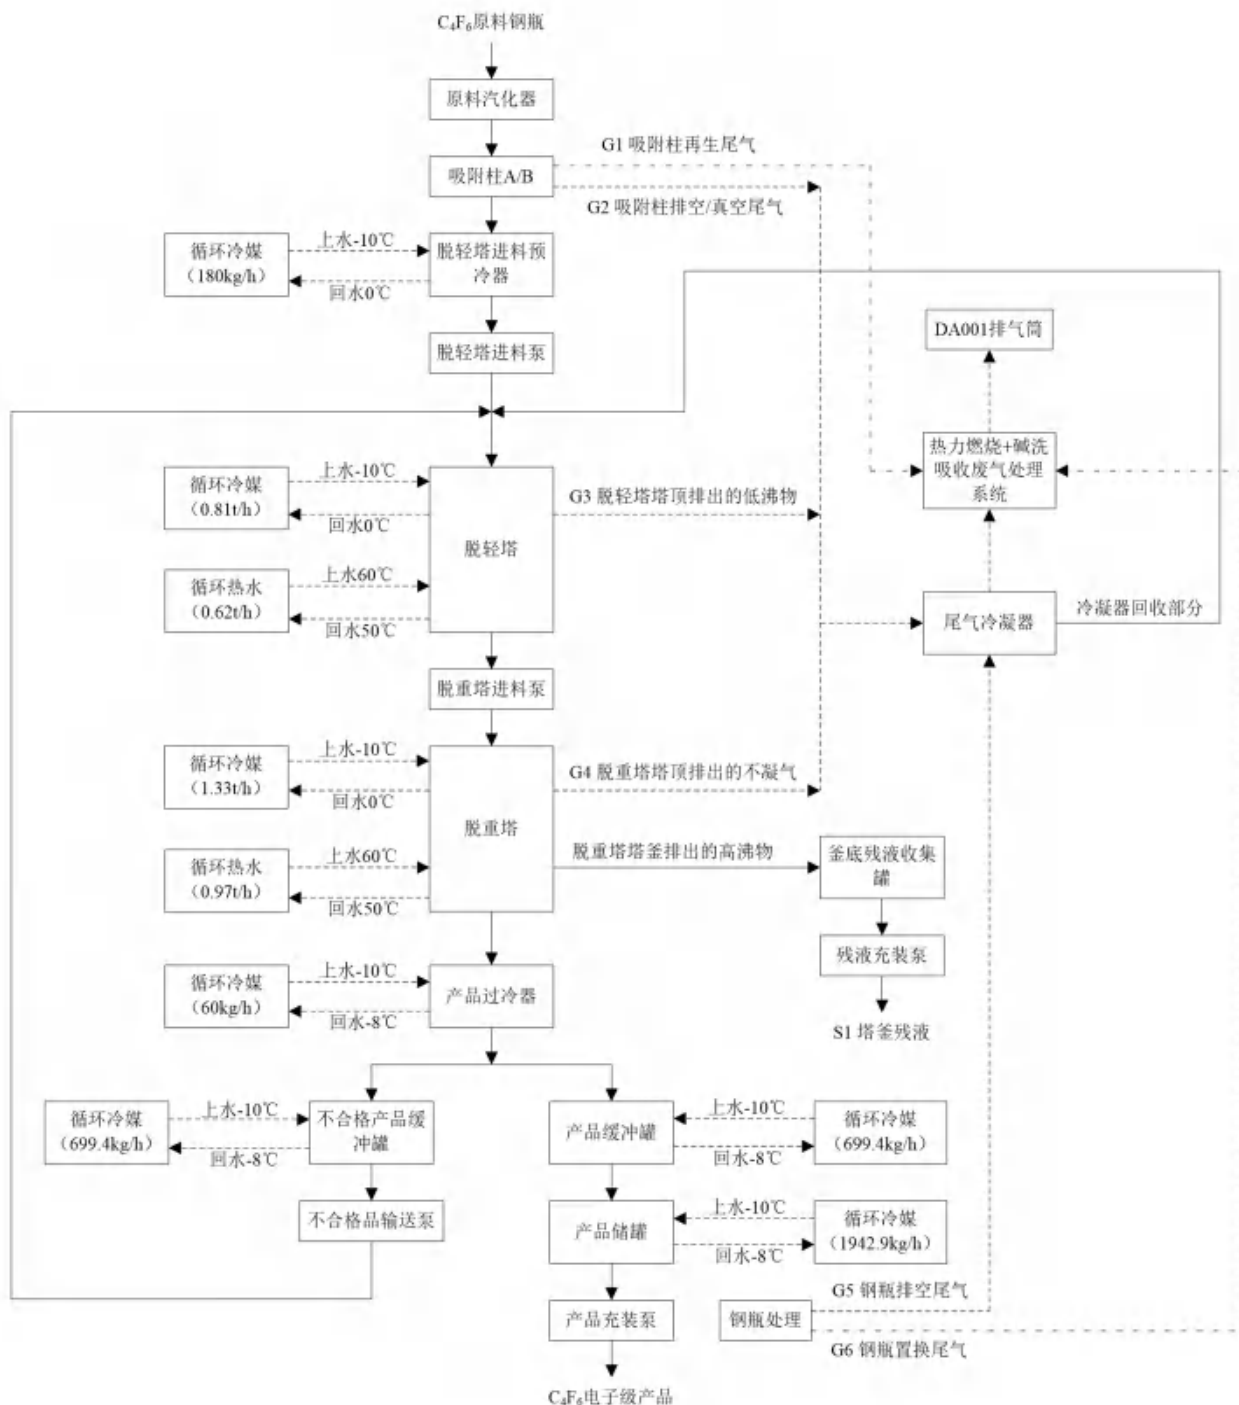 C₄F₆原料钢瓶
原料汽化器
G1 吸附柱再生尾气
吸附柱A/B
G2 吸附柱排空/真空尾气
循环冷媒
（180kg/h）
上水-10℃
回水0℃
脱轻塔进料预
冷器
DA001排气筒
脱轻塔进料泵
热力燃烧+碱洗
吸收废气处理
系统
循环冷媒
（0.81t/h）
上水-10℃
回水0℃
G3 脱轻塔塔顶排出的低沸物
脱轻塔
循环热水
（0.62t/h）
上水60℃
回水50℃
尾气冷凝器
冷凝器回收部分
脱重塔进料泵
循环冷媒
（1.33t/h）
上水-10℃
回水0℃
G4 脱重塔塔顶排出的不凝气
脱重塔
脱重塔塔釜排出的高沸物
釜底残液收集
罐
循环热水
（0.97t/h）
上水60℃
回水50℃
残液充装泵
循环冷媒
（60kg/h）
上水-10℃
回水-8℃
产品过冷器
S1 塔釜残液
循环冷媒
（699.4kg/h）
上水-10℃
回水-8℃
不合格产品缓
冲罐
产品缓冲罐
上水-10℃
回水-8℃
循环冷媒
（699.4kg/h）
不合格品输送泵
产品储罐
上水-10℃
回水-8℃
循环冷媒
（1942.9kg/h）
G5 钢瓶排空尾气
产品充装泵
钢瓶处理
G6 钢瓶置换尾气
C₄F₆电子级产品